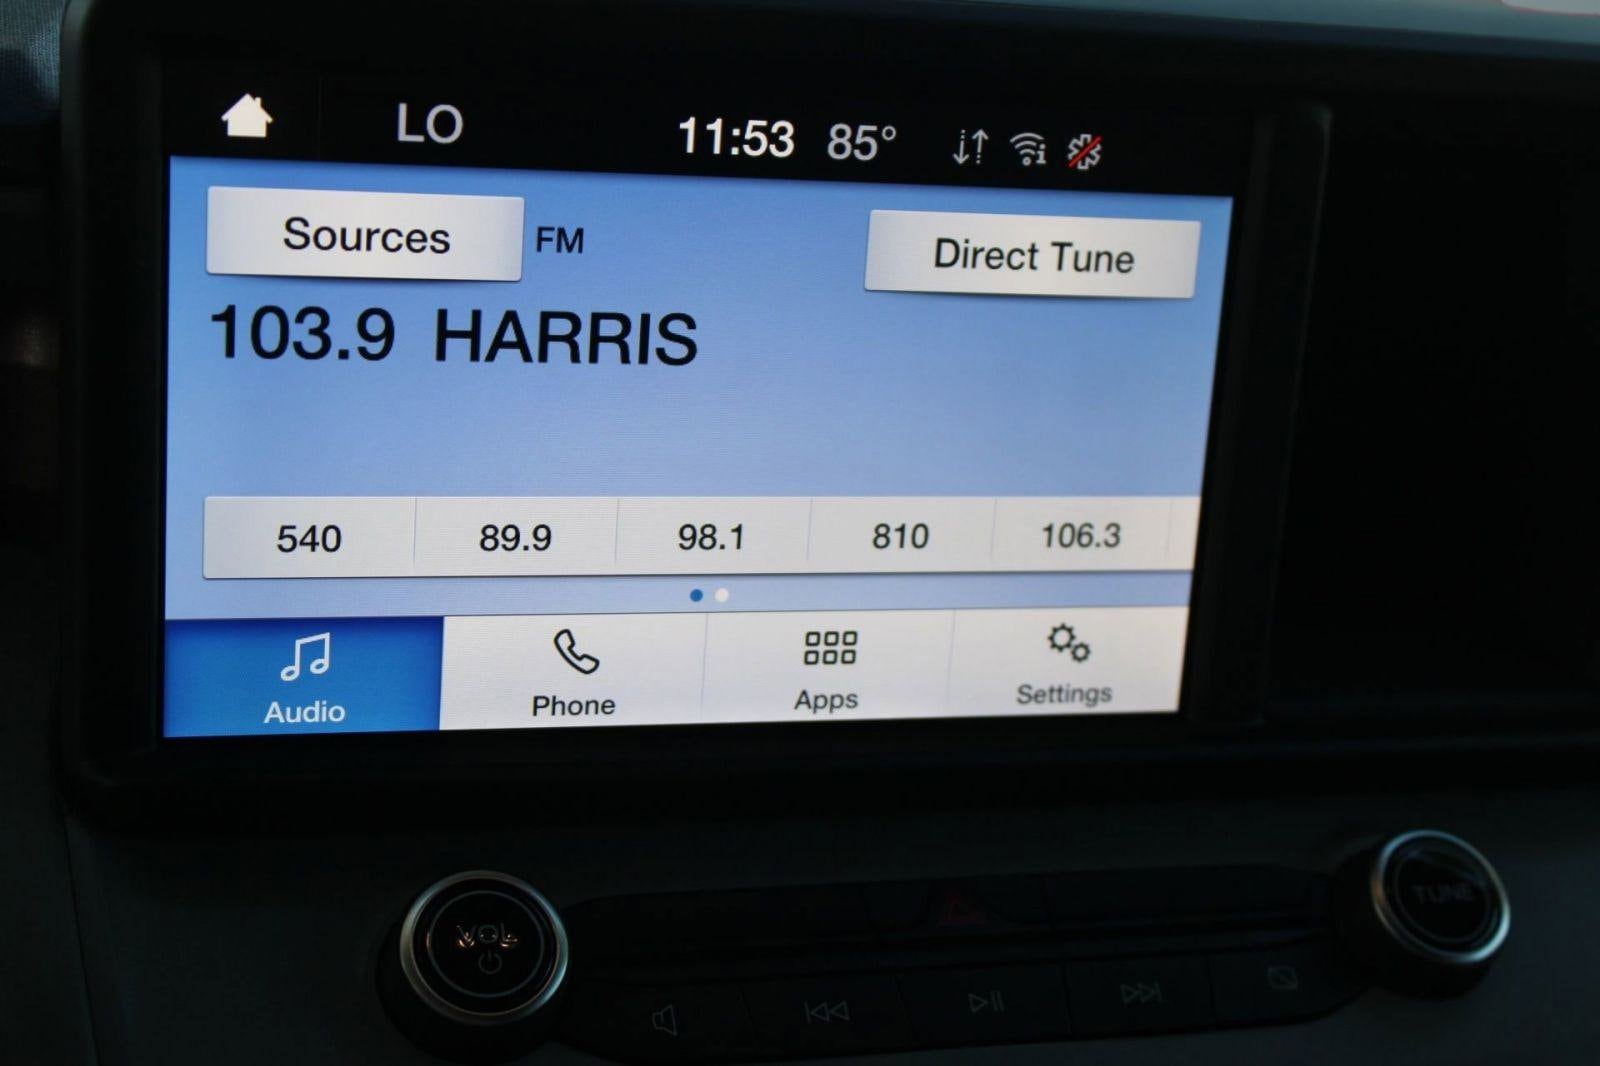 LO 11:53 85°
Sources FM Direct Tune
103.9 HARRIS
540 89.9 98.1 810 106.3
Audio Phone Apps Settings
VOL TUNE